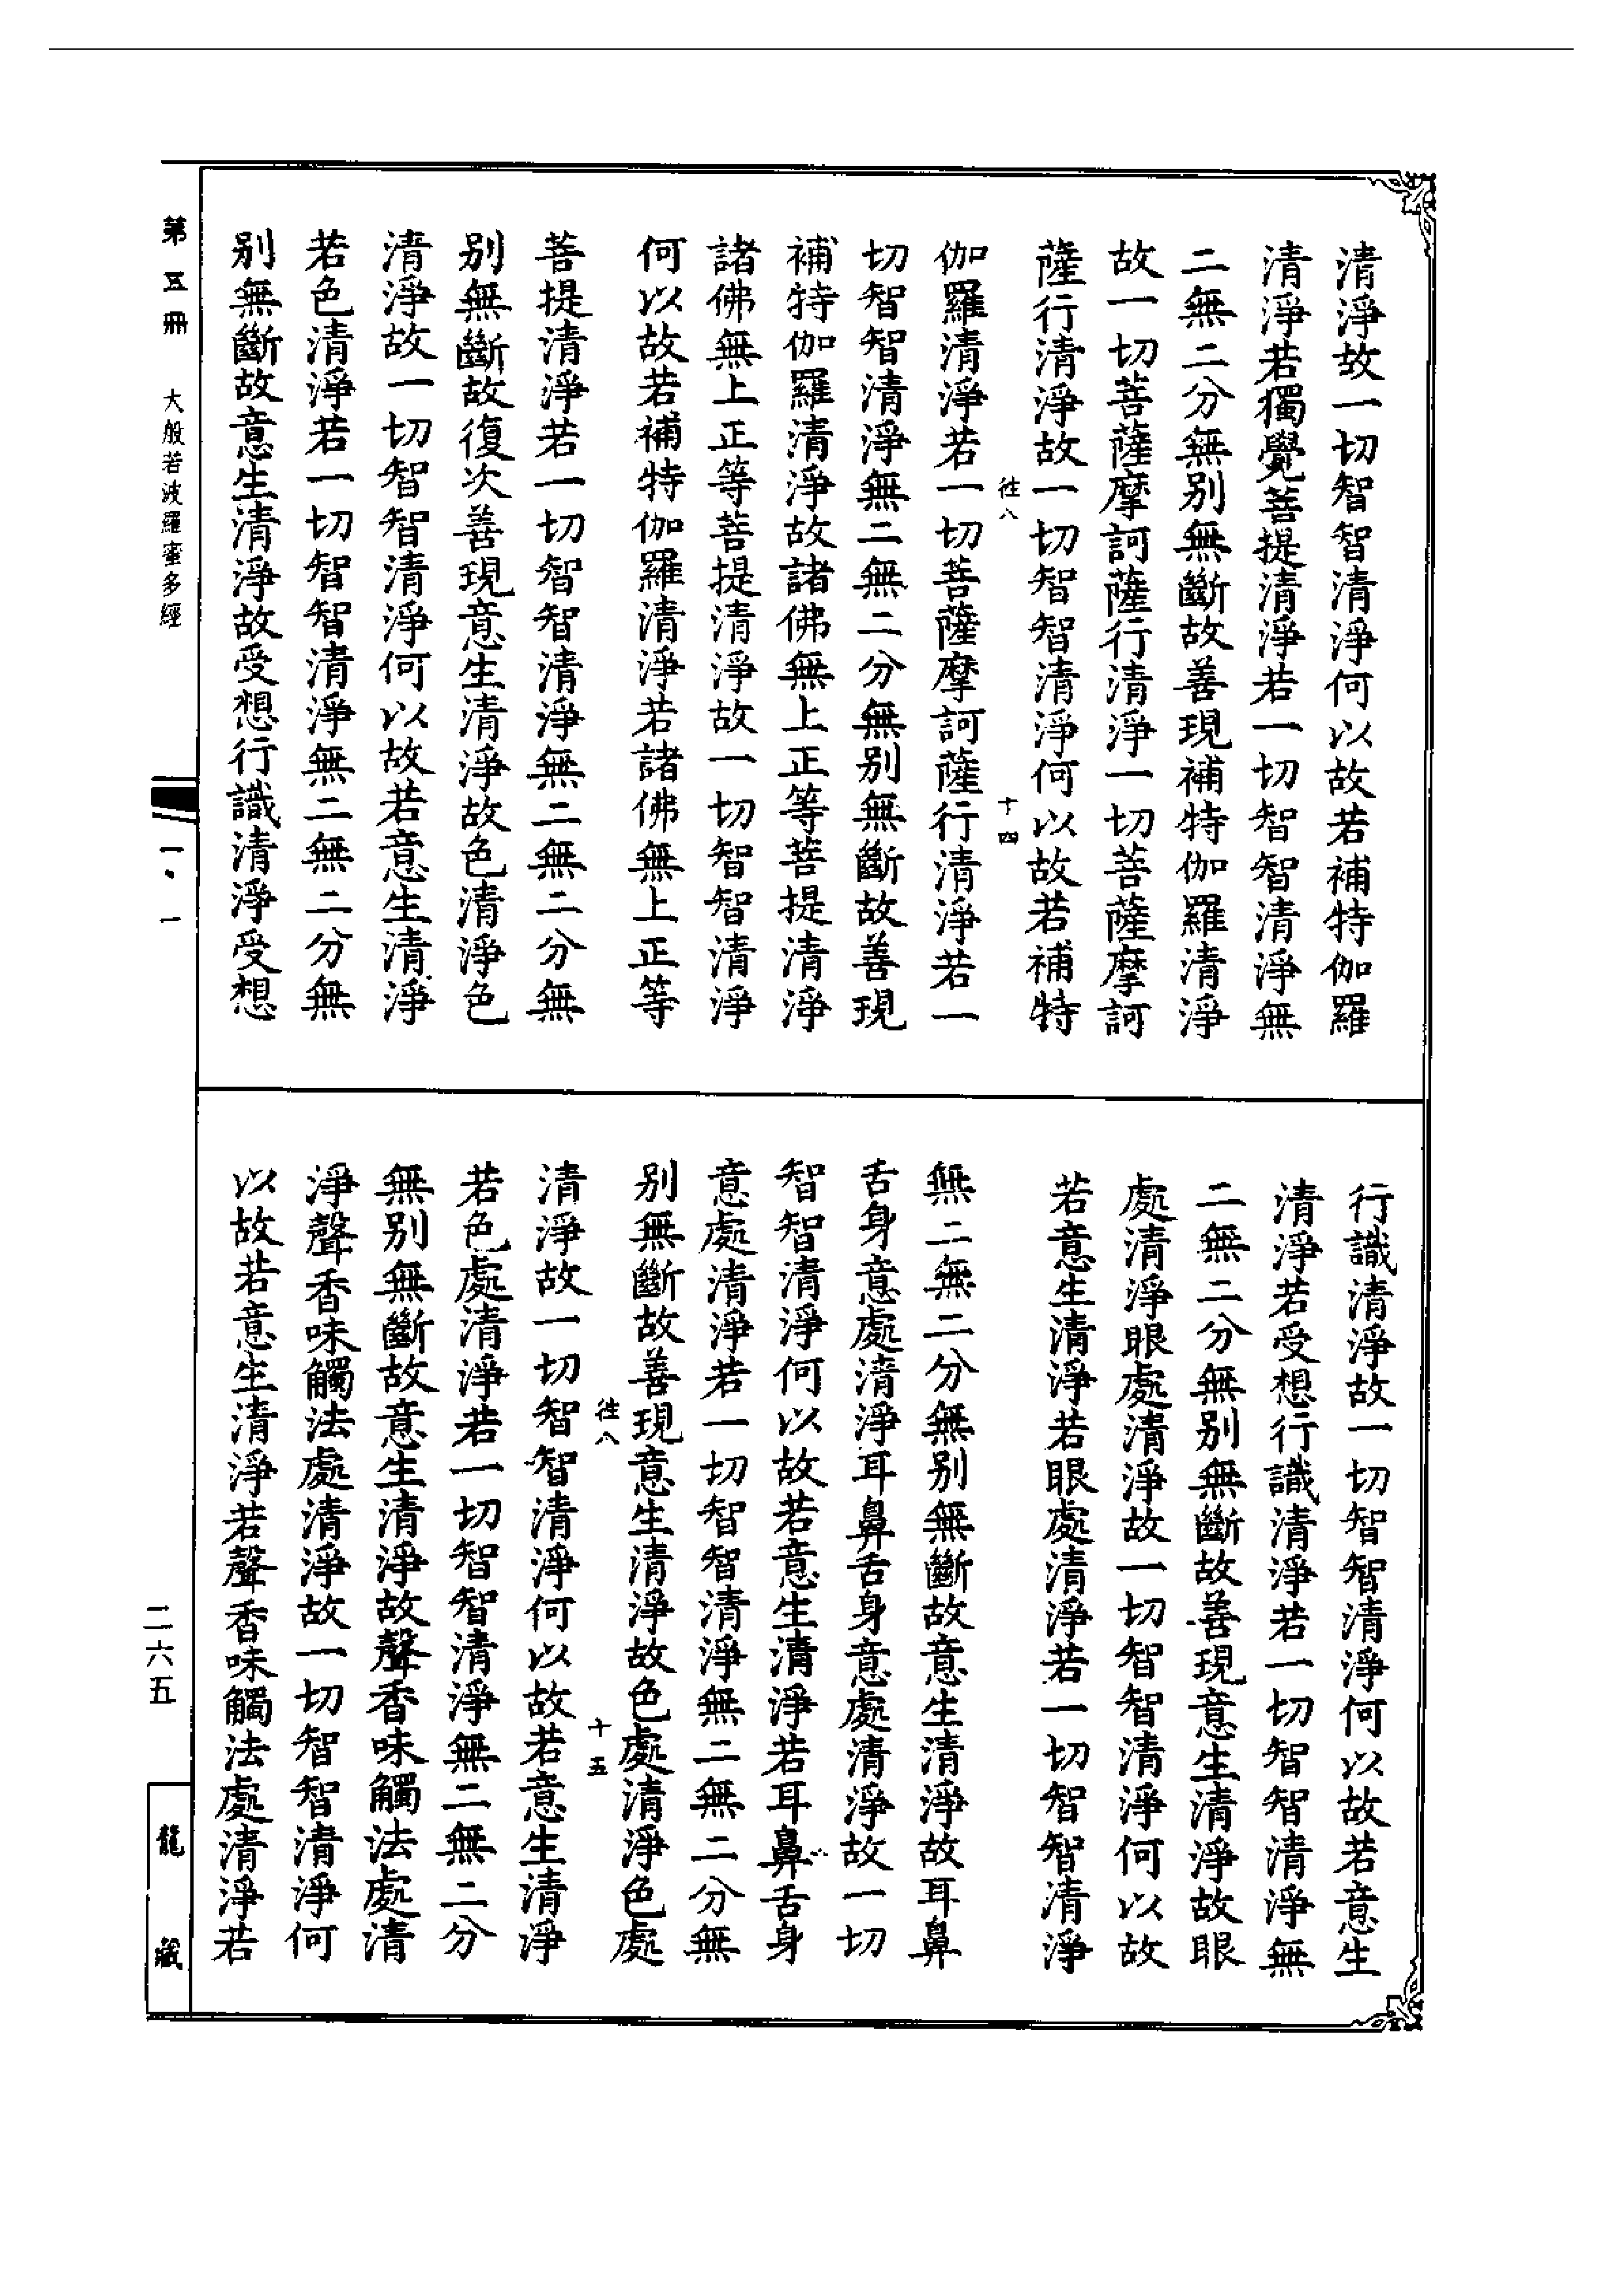 清淨故一切智智清淨何以故若補特伽羅
清淨若獨覺菩提清淨若一切智智清淨無
二無二分無別無斷故善現補特伽羅清淨
故一切菩薩摩訶薩行清淨一切菩薩摩訶
薩行清淨故一切智智清淨何以故若補特
徃八 十四
伽羅清淨若一切菩薩摩訶薩行清淨若一
切智智清淨無二無二分無別無斷故善現
補特伽羅清淨故諸佛無上正等菩提清淨
諸佛無上正等菩提清淨故一切智智清淨
何以故若補特伽羅清淨若諸佛無上正等
菩提清淨若一切智智清淨無二無二分無
別無斷故復次善現意生清淨故色清淨色
清淨故一切智智清淨何以故若意生清淨
若色清淨若一切智智清淨無二無二分無
別無斷故意生清淨故受想行識清淨受想
行識清淨故一切智智清淨何以故若意生
清淨若受想行識清淨若一切智智清淨無
二無二分無別無斷故善現意生清淨故眼
處清淨眼處清淨故一切智智清淨何以故
若意生清淨若眼處清淨若一切智智清淨
無二無二分無別無斷故意生清淨故耳鼻
舌身意處清淨耳鼻舌身意處清淨故一切
智智清淨何以故若意生清淨若耳鼻舌身
意處清淨若一切智智清淨無二無二分無
別無斷故善現意生清淨故色處清淨色處
徃八 十五
清淨故一切智智清淨何以故若意生清淨
若色處清淨若一切智智清淨無二無二分
無別無斷故意生清淨故聲香味觸法處清
淨聲香味觸法處清淨故一切智智清淨何
以故若意生清淨若聲香味觸法處清淨若
第五冊 大般若波羅蜜多經 一·一
二六五
龍藏